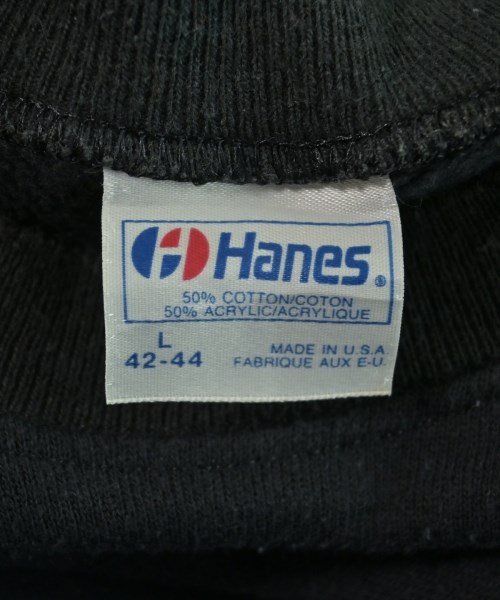 Hanes®
50% COTTON/COTON
50% ACRYLIC/ACRYLIQUE
L
42-44
MADE IN U.S.A
FABRIQUE AUX E-U.